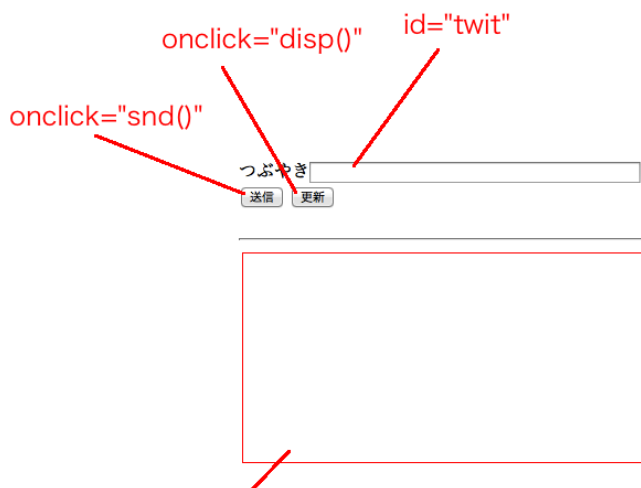 id="twit"
onclick="disp()"
onclick="snd()"
つぶやき
送信 更新